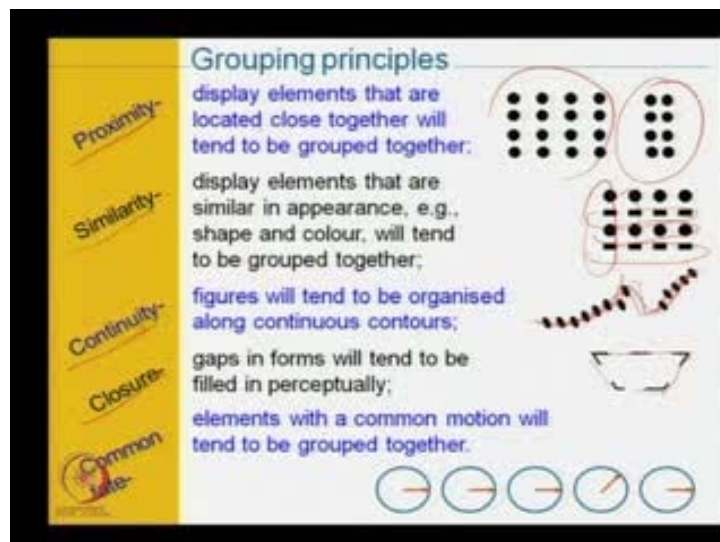 Grouping principles
Proximity-
display elements that are
located close together will
tend to be grouped together;
Similarity-
display elements that are
similar in appearance, e.g.,
shape and colour, will tend
to be grouped together;
Continuity-
figures will tend to be organised
along continuous contours;
Closure-
gaps in forms will tend to be
filled in perceptually;
Common
fate-
elements with a common motion will
tend to be grouped together.